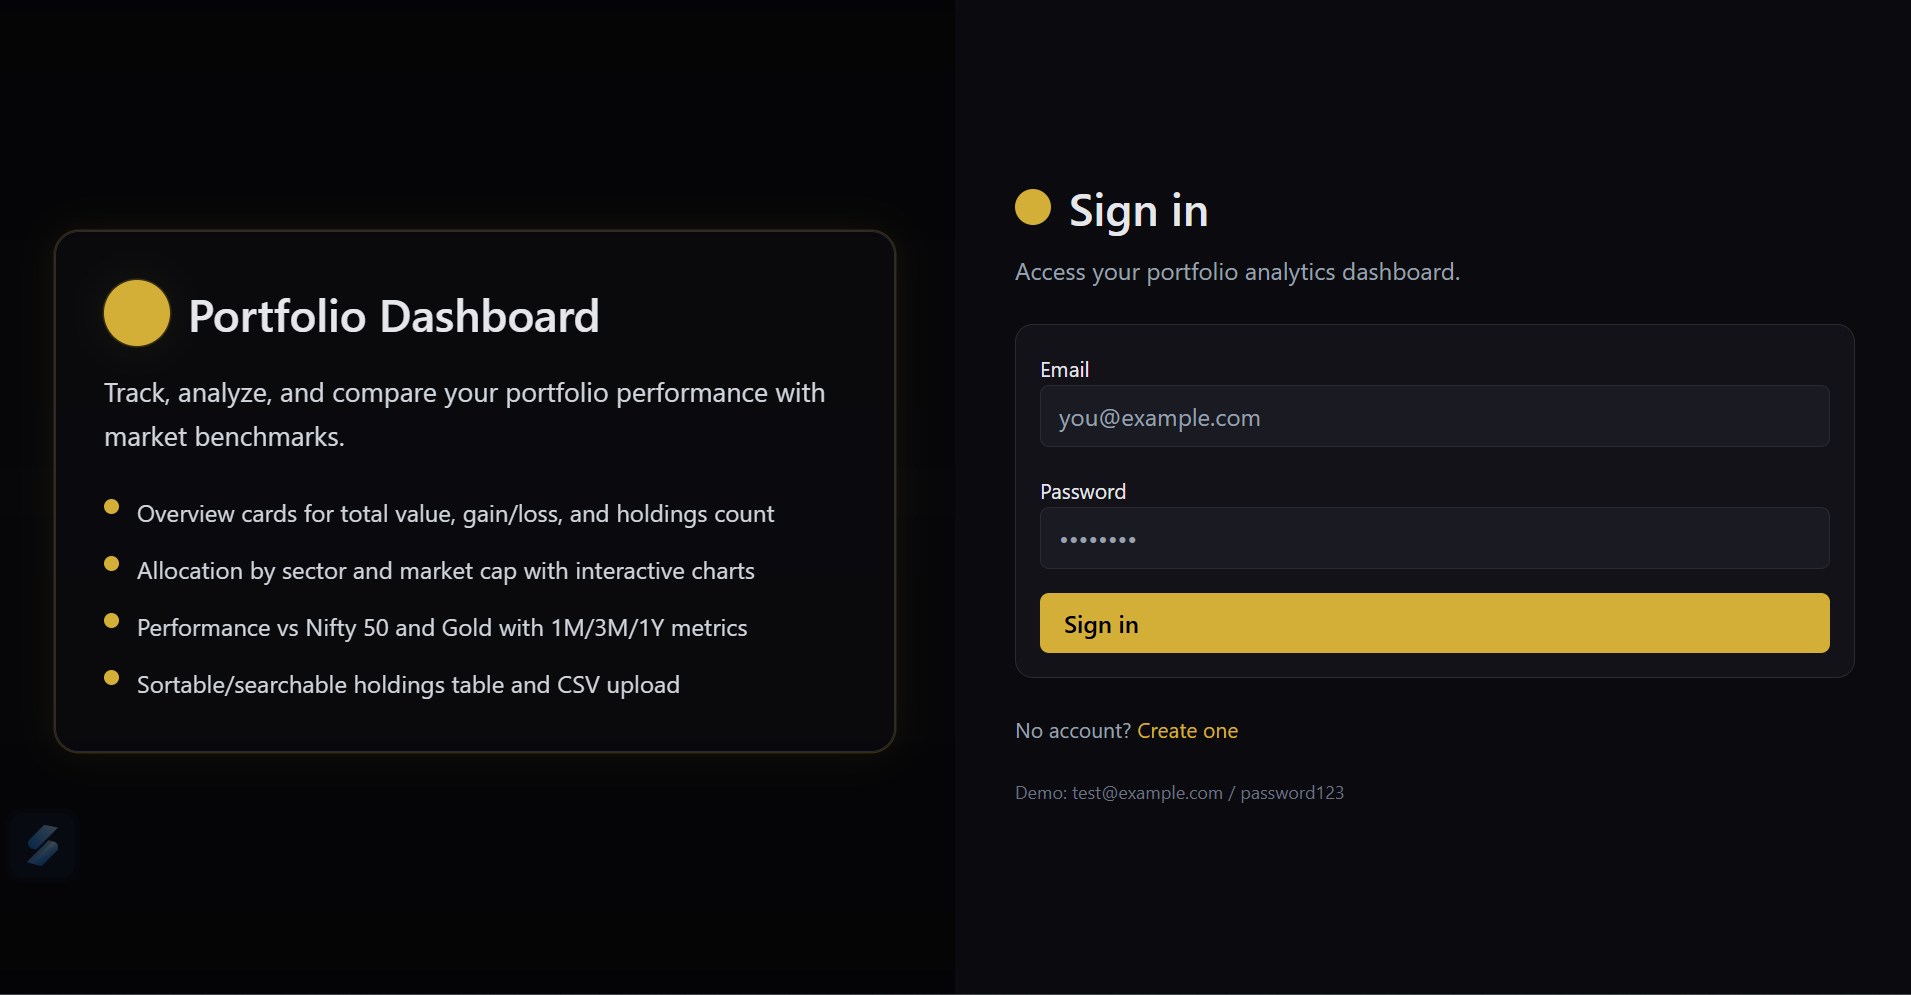 Portfolio Dashboard
Track, analyze, and compare your portfolio performance with
market benchmarks.
Overview cards for total value, gain/loss, and holdings count
Allocation by sector and market cap with interactive charts
Performance vs Nifty 50 and Gold with 1M/3M/1Y metrics
Sortable/searchable holdings table and CSV upload
Sign in
Access your portfolio analytics dashboard.
Email
you@example.com
Password
••••••••
Sign in
No account? Create one
Demo: test@example.com / password123